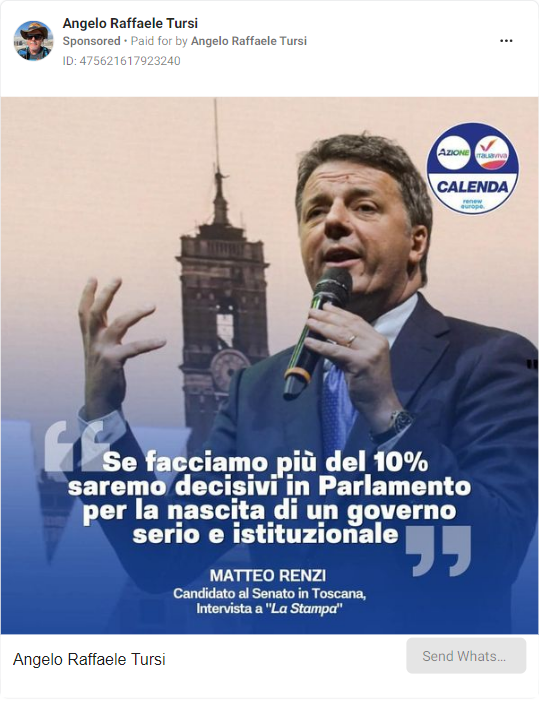 Angelo Raffaele Tursi
Sponsored • Paid for by Angelo Raffaele Tursi
ID: 475621617923240
AZIONE
ITALIAVIVA
CALENDA
renew
europe.
Se facciamo più del 10%
saremo decisivi in Parlamento
per la nascita di un governo
serio e istituzionale
MATTEO RENZI
Candidato al Senato in Toscana,
Intervista a "La Stampa"
Angelo Raffaele Tursi
Send Whats...